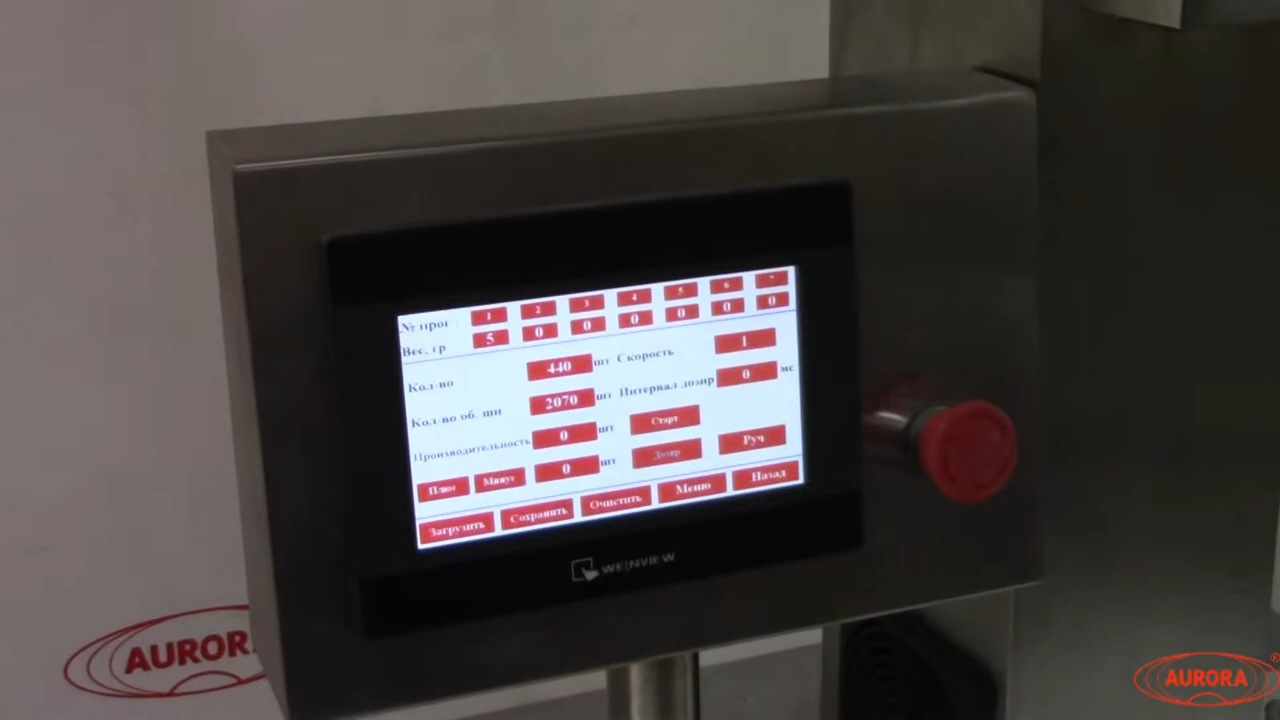 № прог. 1 2 3 4 5 6 7
Вес, гр 5 0 0 0 0 0 0
Кол-во 440 шт Скорость 1
Кол-во об. шн 2070 шт Интервал дозир 0 мс
Производительность 0 шт Старт
Плюс Минус 0 шт Дозир Руч
Загрузить Сохранить Очистить Меню Назад
WEINVIEW
AUROR
AURORA